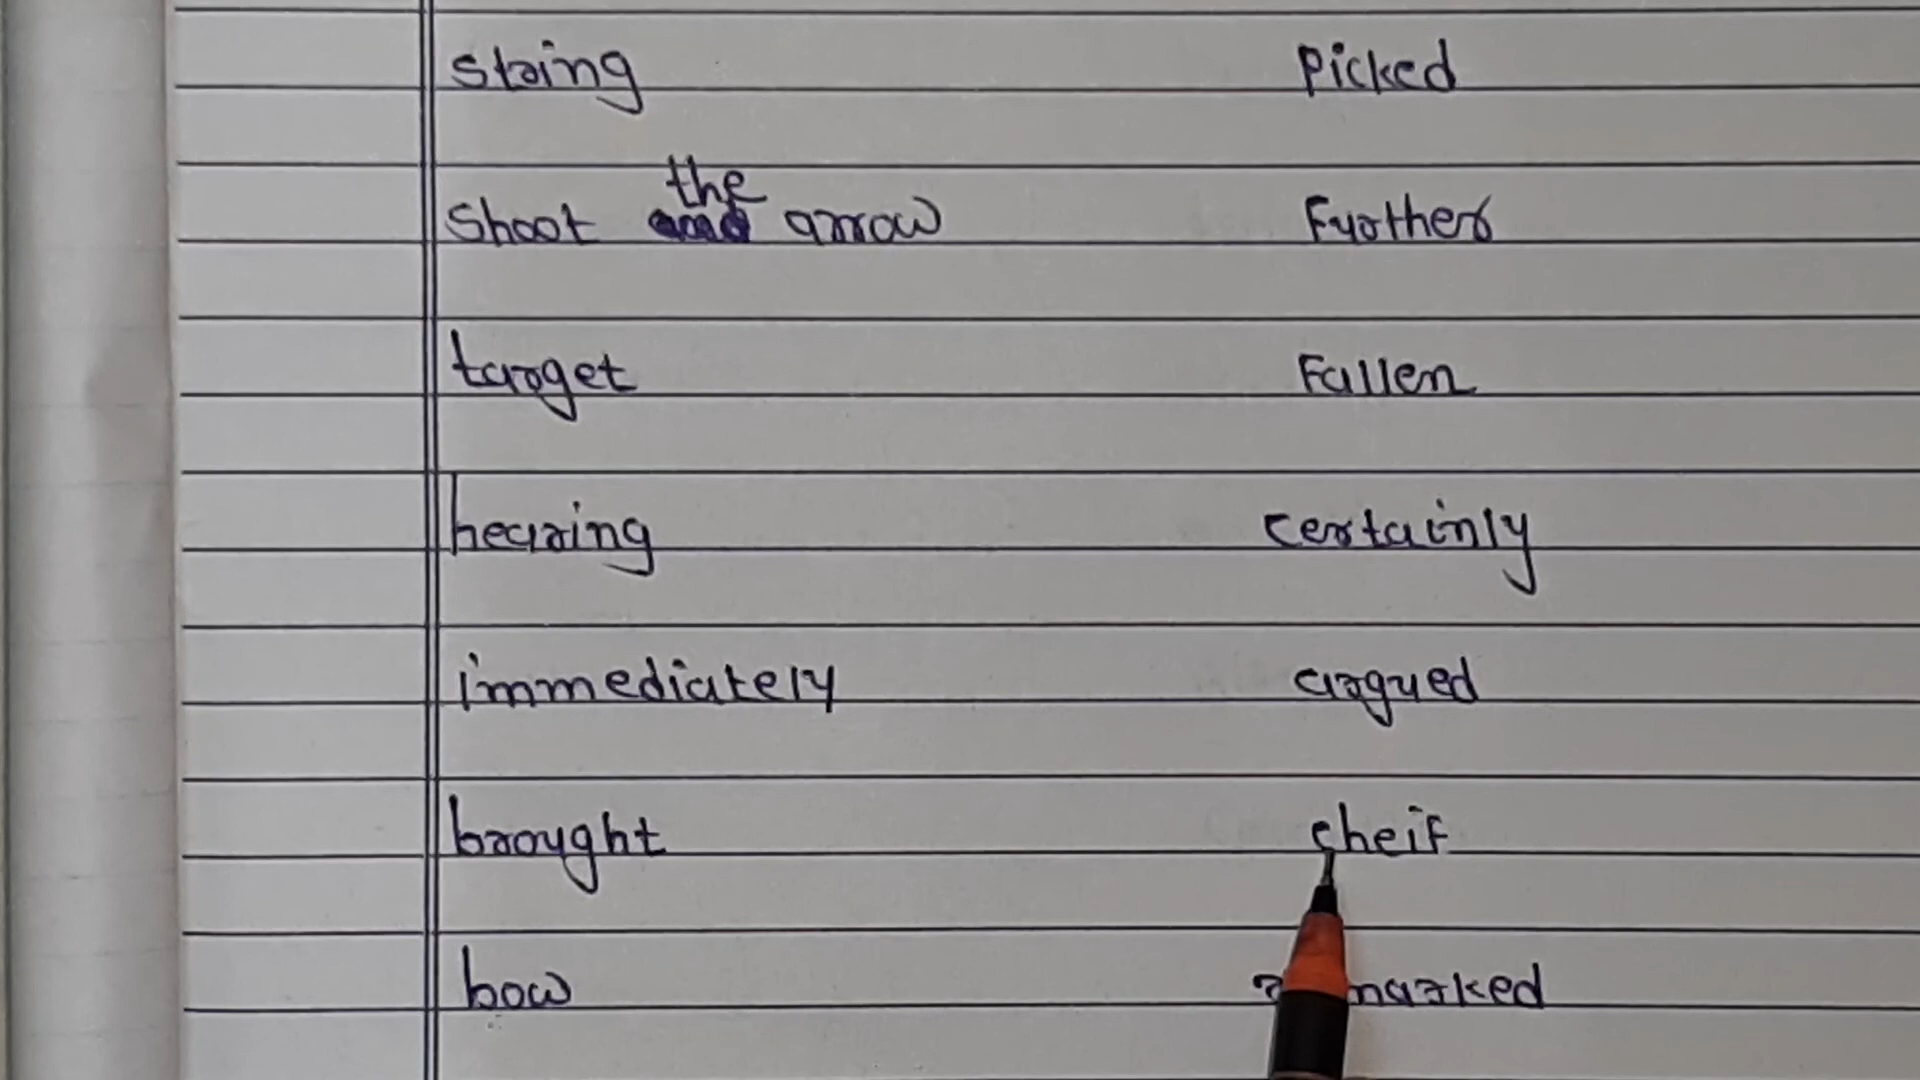 string Picked
the
shoot arrow Further
target Fallen
hearing certainly
immediately argued
brought cheif
bow marked